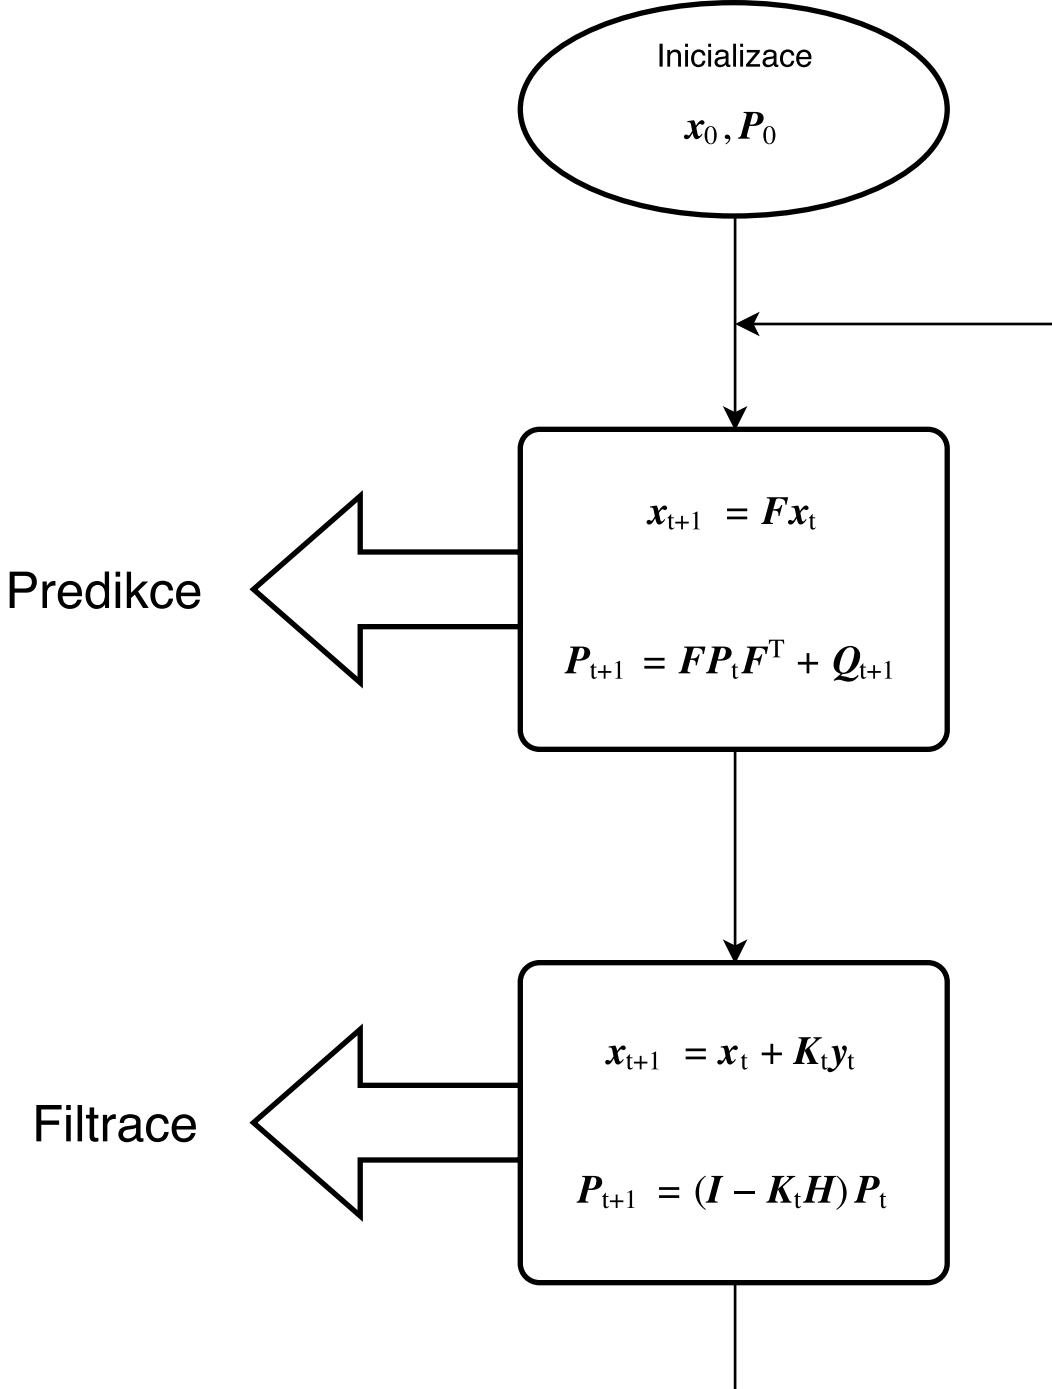 Inicializace
x₀, P₀
xₜ₊₁ = Fxₜ
Predikce
Pₜ₊₁ = FPₜFᵀ + Qₜ₊₁
xₜ₊₁ = xₜ + Kₜyₜ
Filtrace
Pₜ₊₁ = (I − KₜH) Pₜ